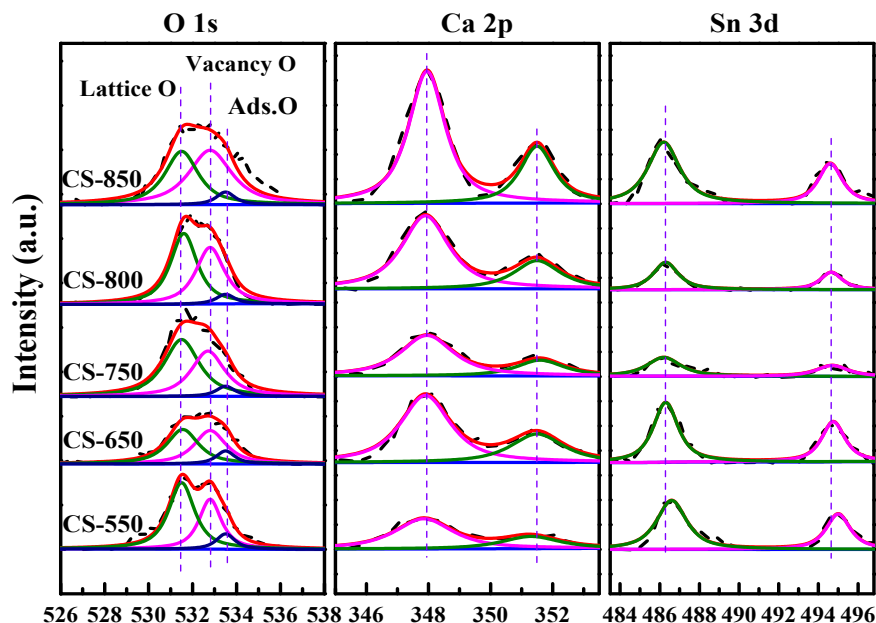 O 1s Ca 2p Sn 3d
Vacancy O
Lattice O
Ads.O
CS-850
CS-800
CS-750
CS-650
CS-550
Intensity (a.u.)
526 528 530 532 534 536 538 346 348 350 352 484 486 488 490 492 494 496